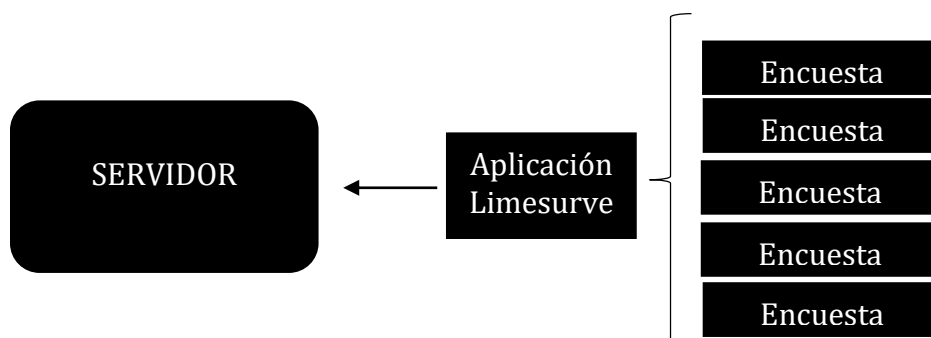 SERVIDOR
Aplicación
Limesurve
Encuesta
Encuesta
Encuesta
Encuesta
Encuesta